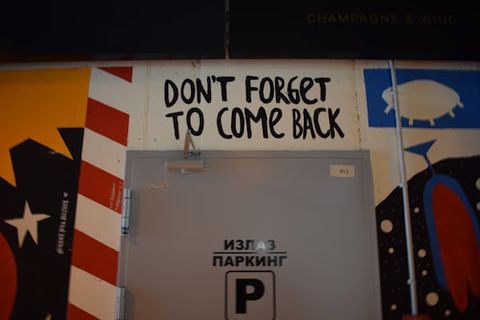 CHAMPAGNE & WINE
DON'T FORGET
TO COME BACK
ИЗЛАЗ
ПАРКИНГ
P